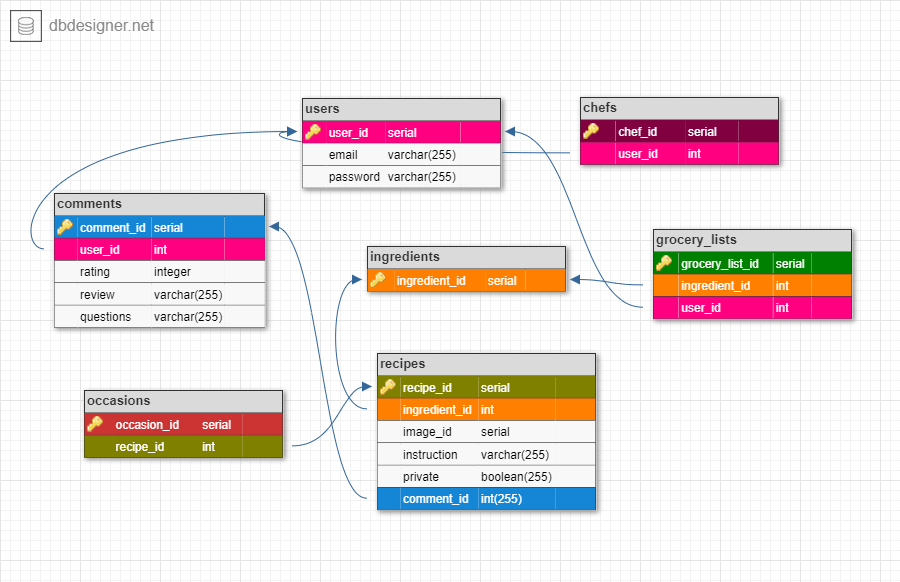 dbdesigner.net
users
user_id serial
email varchar(255)
password varchar(255)
chefs
chef_id serial
user_id int
comments
comment_id serial
user_id int
rating integer
review varchar(255)
questions varchar(255)
ingredients
ingredient_id serial
grocery_lists
grocery_list_id serial
ingredient_id int
user_id int
occasions
occasion_id serial
recipe_id int
recipes
recipe_id serial
ingredient_id int
image_id serial
instruction varchar(255)
private boolean(255)
comment_id int(255)